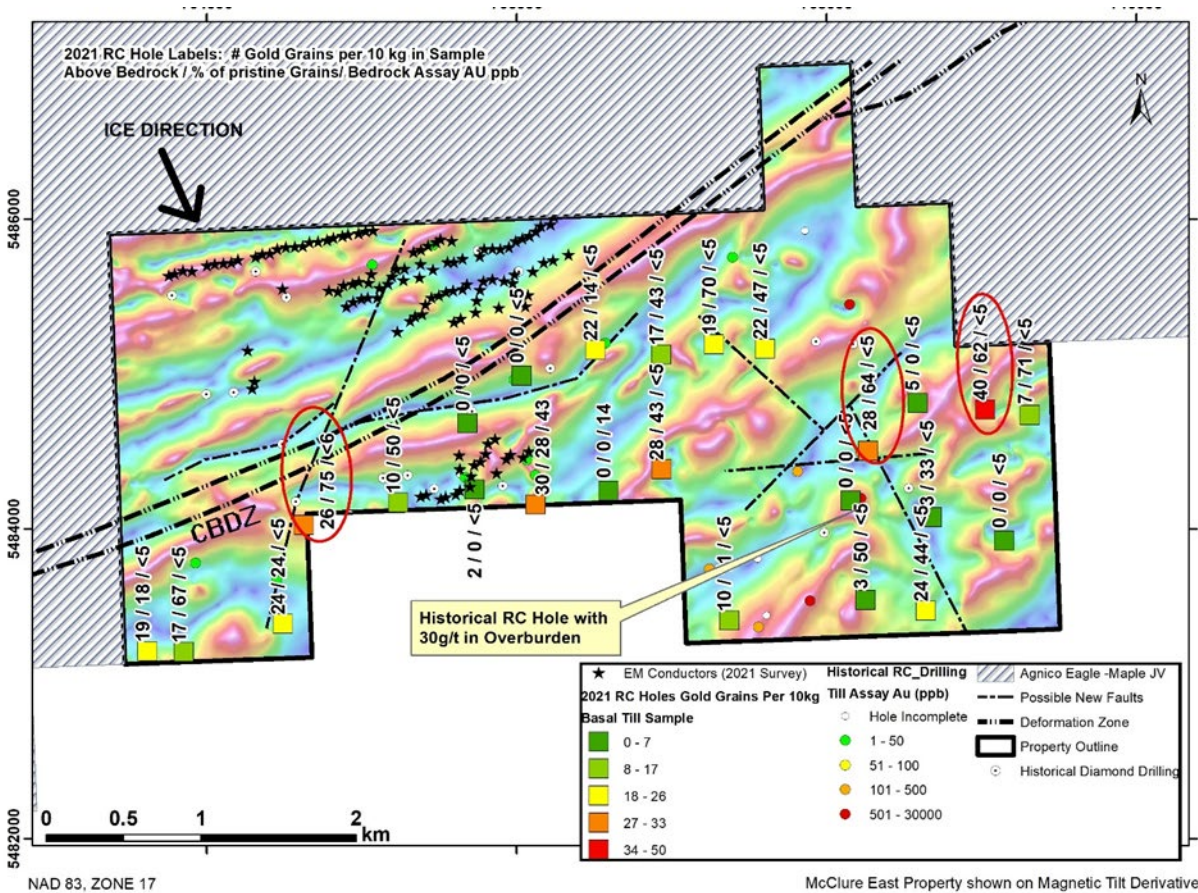 2021 RC Hole Labels: # Gold Grains per 10 kg in Sample
Above Bedrock / % of pristine Grains/ Bedrock Assay AU ppb
N
ICE DIRECTION
5486000
5484000
5482000
0 / 0 / <5
0 / 0 / <5
22 / 14 / <5
17 / 43 / <5
19 / 70 / <5
22 / 47 / <5
28 / 64 / <5
5 / 0 / <5
40 / 62 / <5
7 / 71 / <5
26 / 75 / <6
10 / 50 / <5
2 / 0 / <5
30 / 28 / 43
0 / 0 / 14
28 / 43 / <5
0 / 0 / <5
3 / 33 / <5
0 / 0 / <5
CBDZ
19 / 18 / <5
17 / 67 / <5
24 / 24 / <5
3 / 50 / <5
24 / 44 / <5
Historical RC Hole with
30g/t in Overburden
EM Conductors (2021 Survey)
2021 RC Holes Gold Grains Per 10kg
Basal Till Sample
0 - 7
8 - 17
18 - 26
27 - 33
34 - 50
Historical RC_Drilling
Till Assay Au (ppb)
Hole Incomplete
1 - 50
51 - 100
101 - 500
501 - 30000
Agnico Eagle -Maple JV
Possible New Faults
Deformation Zone
Property Outline
Historical Diamond Drilling
0 0.5 1 2
km
NAD 83, ZONE 17
McClure East Property shown on Magnetic Tilt Derivative